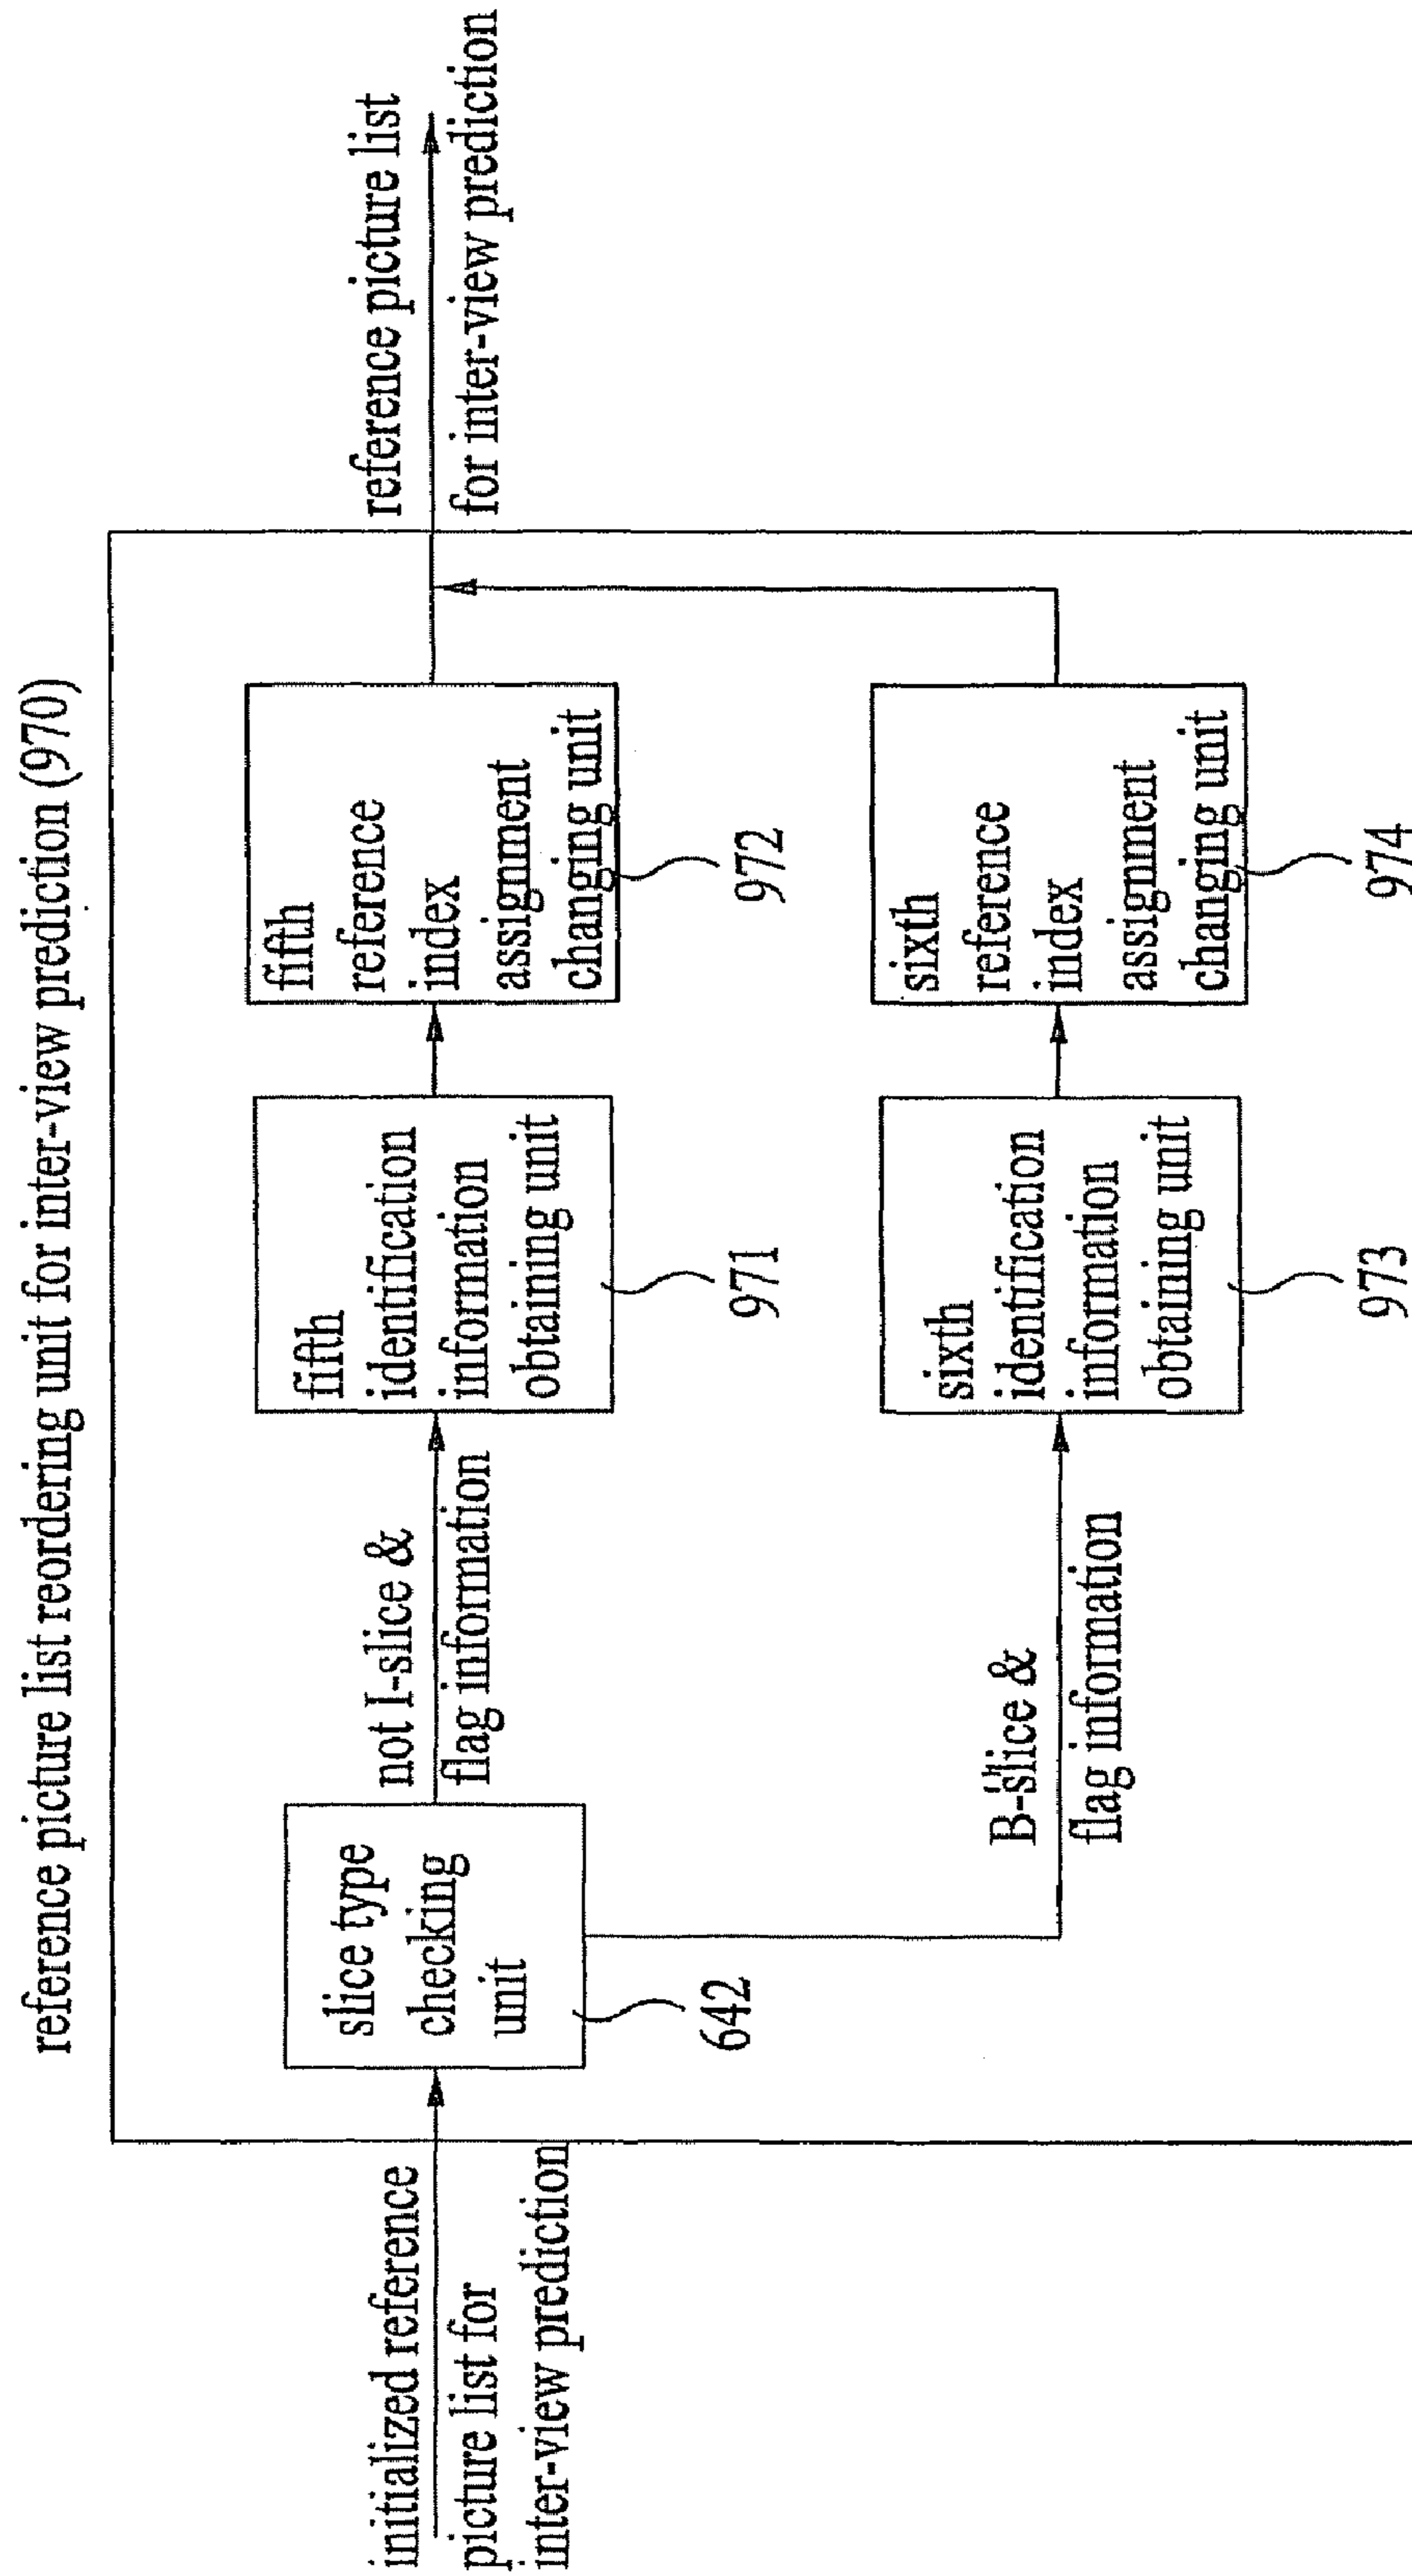 reference picture list reordering unit for inter-view prediction (970)
initialized reference
picture list for
inter-view prediction
slice type
checking
unit
642
not I-slice &
flag information
fifth
identification
information
obtaining unit
971
fifth
reference
index
assignment
changing unit
972
reference picture list
for inter-view prediction
B-slice &
flag information
sixth
identification
information
obtaining unit
973
sixth
reference
index
assignment
changing unit
974